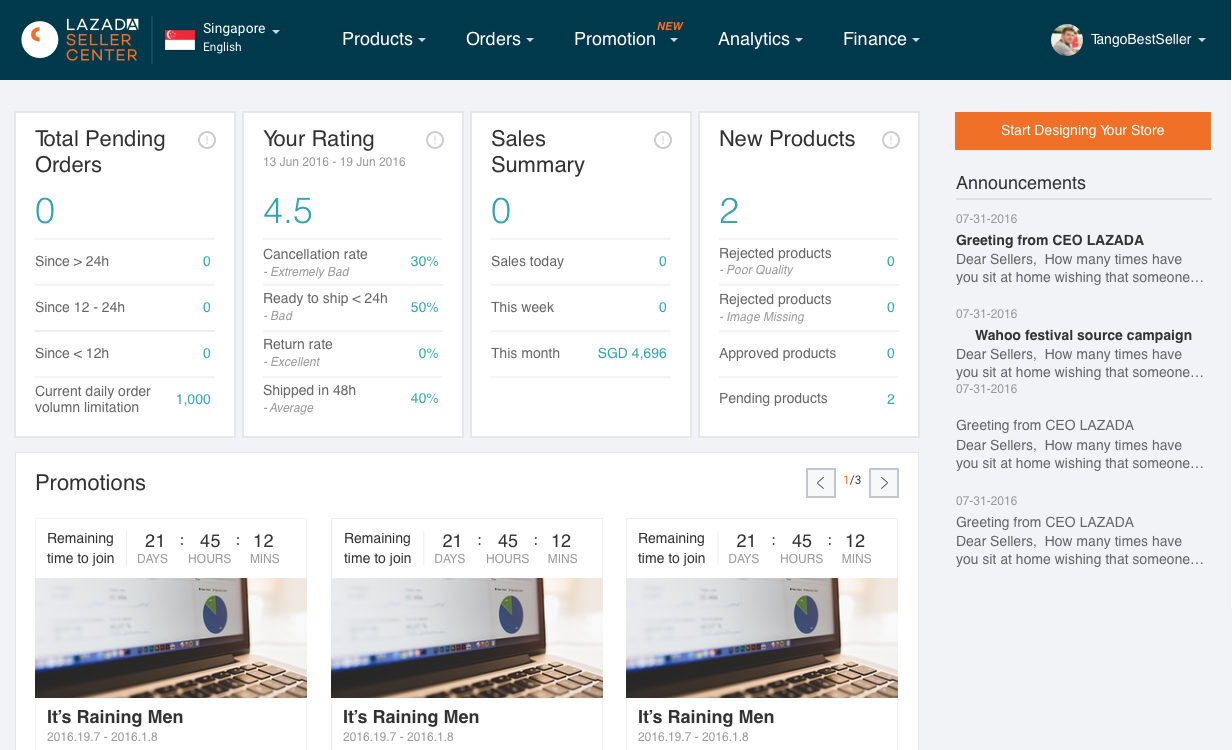 LAZADA
SELLER
CENTER
Singapore
English
Products
Orders
Promotion
NEW
Analytics
Finance
TangoBestSeller
Total Pending
Orders
0
Since > 24h 0
Since 12 - 24h 0
Since < 12h 0
Current daily order
volumn limitation 1,000
Your Rating
13 Jun 2016 - 19 Jun 2016
4.5
Cancellation rate
- Extremely Bad 30%
Ready to ship < 24h
- Bad 50%
Return rate
- Excellent 0%
Shipped in 48h
- Average 40%
Sales
Summary
0
Sales today 0
This week 0
This month SGD 4,696
New Products
2
Rejected products
- Poor Quality 0
Rejected products
- Image Missing 0
Approved products 0
Pending products 2
Start Designing Your Store
Announcements
07-31-2016
Greeting from CEO LAZADA
Dear Sellers, How many times have
you sit at home wishing that someone...
07-31-2016
Wahoo festival source campaign
Dear Sellers, How many times have
you sit at home wishing that someone...
07-31-2016
Greeting from CEO LAZADA
Dear Sellers, How many times have
you sit at home wishing that someone...
07-31-2016
Greeting from CEO LAZADA
Dear Sellers, How many times have
you sit at home wishing that someone...
Promotions
1/3
Remaining
time to join
21 : 45 : 12
DAYS HOURS MINS
It's Raining Men
2016.19.7 - 2016.1.8
Remaining
time to join
21 : 45 : 12
DAYS HOURS MINS
It's Raining Men
2016.19.7 - 2016.1.8
Remaining
time to join
21 : 45 : 12
DAYS HOURS MINS
It's Raining Men
2016.19.7 - 2016.1.8